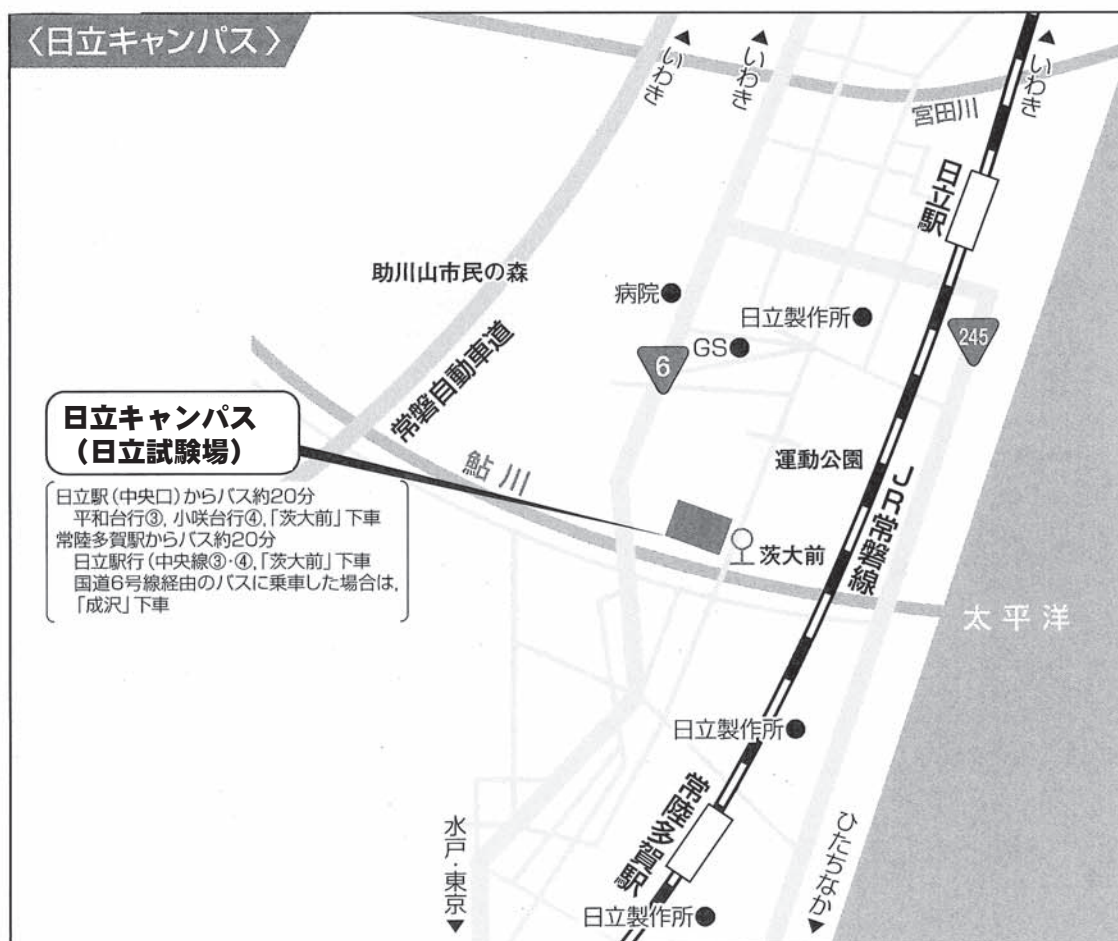 〈日立キャンパス〉
▲いわき
▲いわき
▲いわき
宮田川
日立駅
助川山市民の森
病院
日立製作所
GS
6
245
常磐自動車道
日立キャンパス
(日立試験場)
鮎川
運動公園
JR常磐線
日立駅(中央口)からバス約20分
平和台行③, 小咲台行④,「茨大前」下車
常陸多賀駅からバス約20分
日立駅行(中央線③・④,「茨大前」下車
国道6号線経由のバスに乗車した場合は,
「成沢」下車
茨大前
太平洋
日立製作所
常陸多賀駅
水戸・東京▼
ひたちなか▼
日立製作所